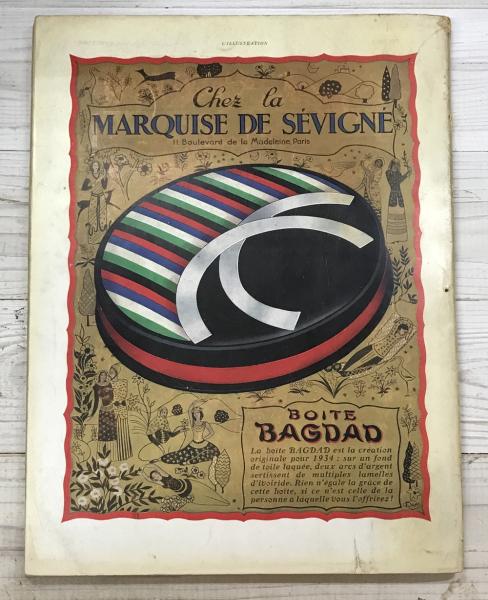 L'ILLUSTRATION
Chez la
MARQUISE DE SÉVIGNÉ
11. Boulevard de la Madeleine. Paris
BOITE
BAGDAD
La boite BAGDAD est la création
originale pour 1934 : sur un fond
de toile laquée, deux arcs d'argent
sertissent de multiples lamelles
d'ivoiride. Rien n'égale la grâce de
cette boite, si ce n'est celle de la
personne à laquelle vous l'offrirez !